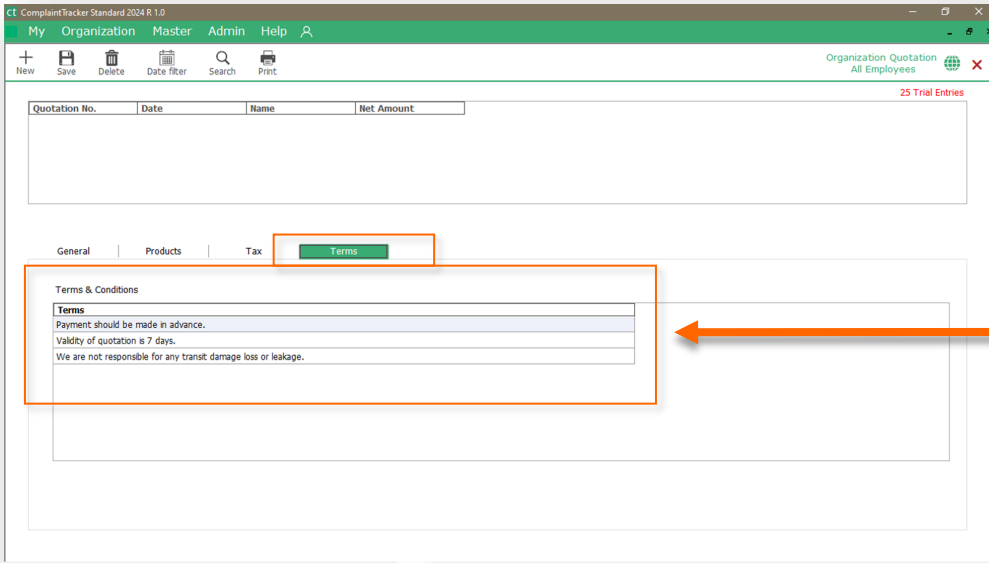 ct ComplaintTracker Standard 2024 R 1.0
My Organization Master Admin Help
New Save Delete Date filter Search Print
Organization Quotation
All Employees
25 Trial Entries
Quotation No. Date Name Net Amount
General Products Tax Terms
Terms & Conditions
Terms
Payment should be made in advance.
Validity of quotation is 7 days.
We are not responsible for any transit damage loss or leakage.